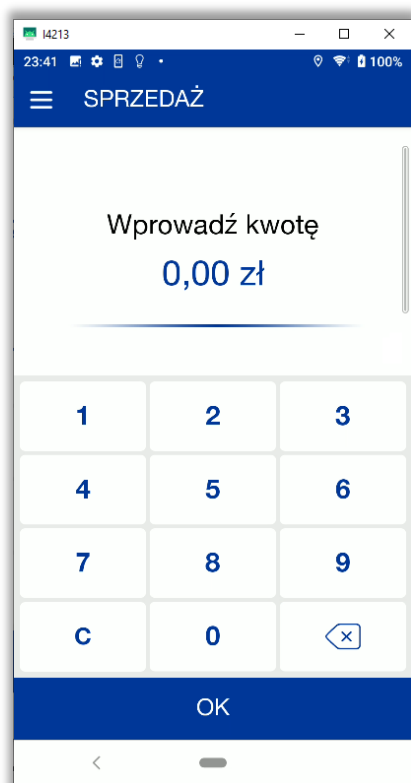 I4213
23:41 100%
SPRZEDAŻ
Wprowadź kwotę
0,00 zł
1 2 3
4 5 6
7 8 9
C 0
OK